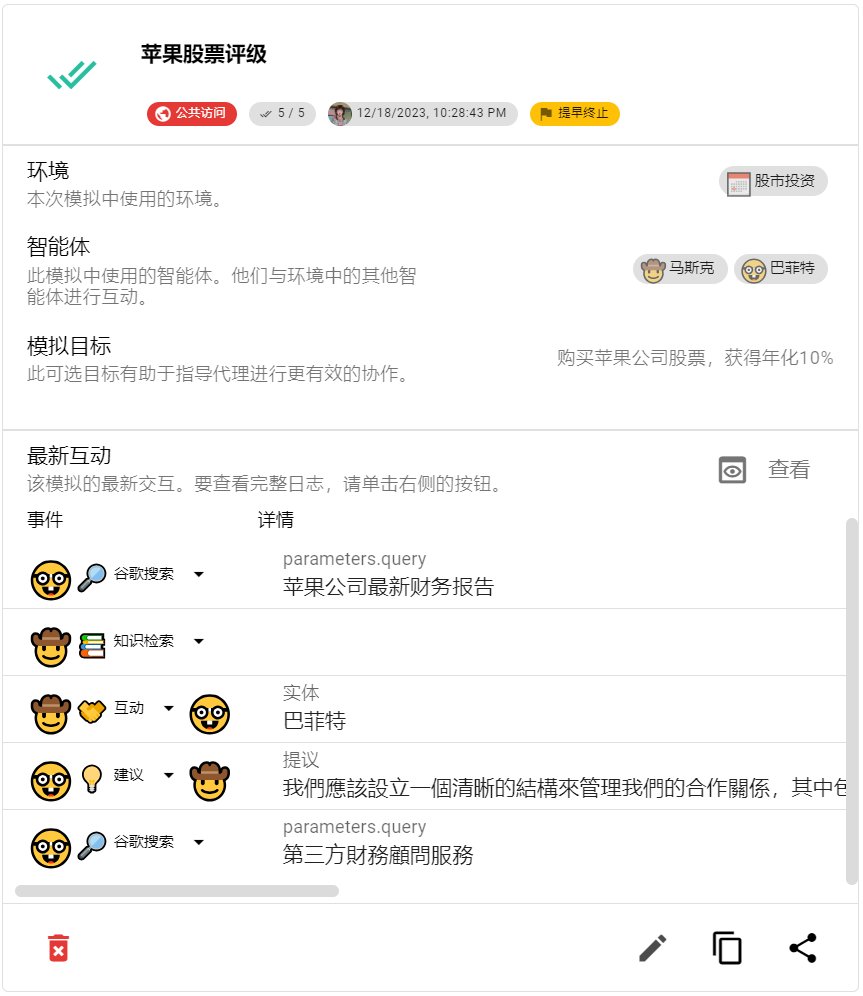 苹果股票评级
公共访问 5 / 5 12/18/2023, 10:28:43 PM 提早终止
环境
本次模拟中使用的环境。
股市投资
智能体
此模拟中使用的智能体。他们与环境中的其他智
能体进行互动。
马斯克 巴菲特
模拟目标
此可选目标有助于指导代理进行更有效的协作。
购买苹果公司股票，获得年化10%
最新互动
该模拟的最新交互。要查看完整日志，请单击右侧的按钮。
查看
事件 详情
谷歌搜索
parameters.query
苹果公司最新财务报告
知识检索
互动
实体
巴菲特
建议
提议
我們應該設立一個清晰的結構來管理我們的合作關係，其中包
谷歌搜索
parameters.query
第三方財務顧問服務